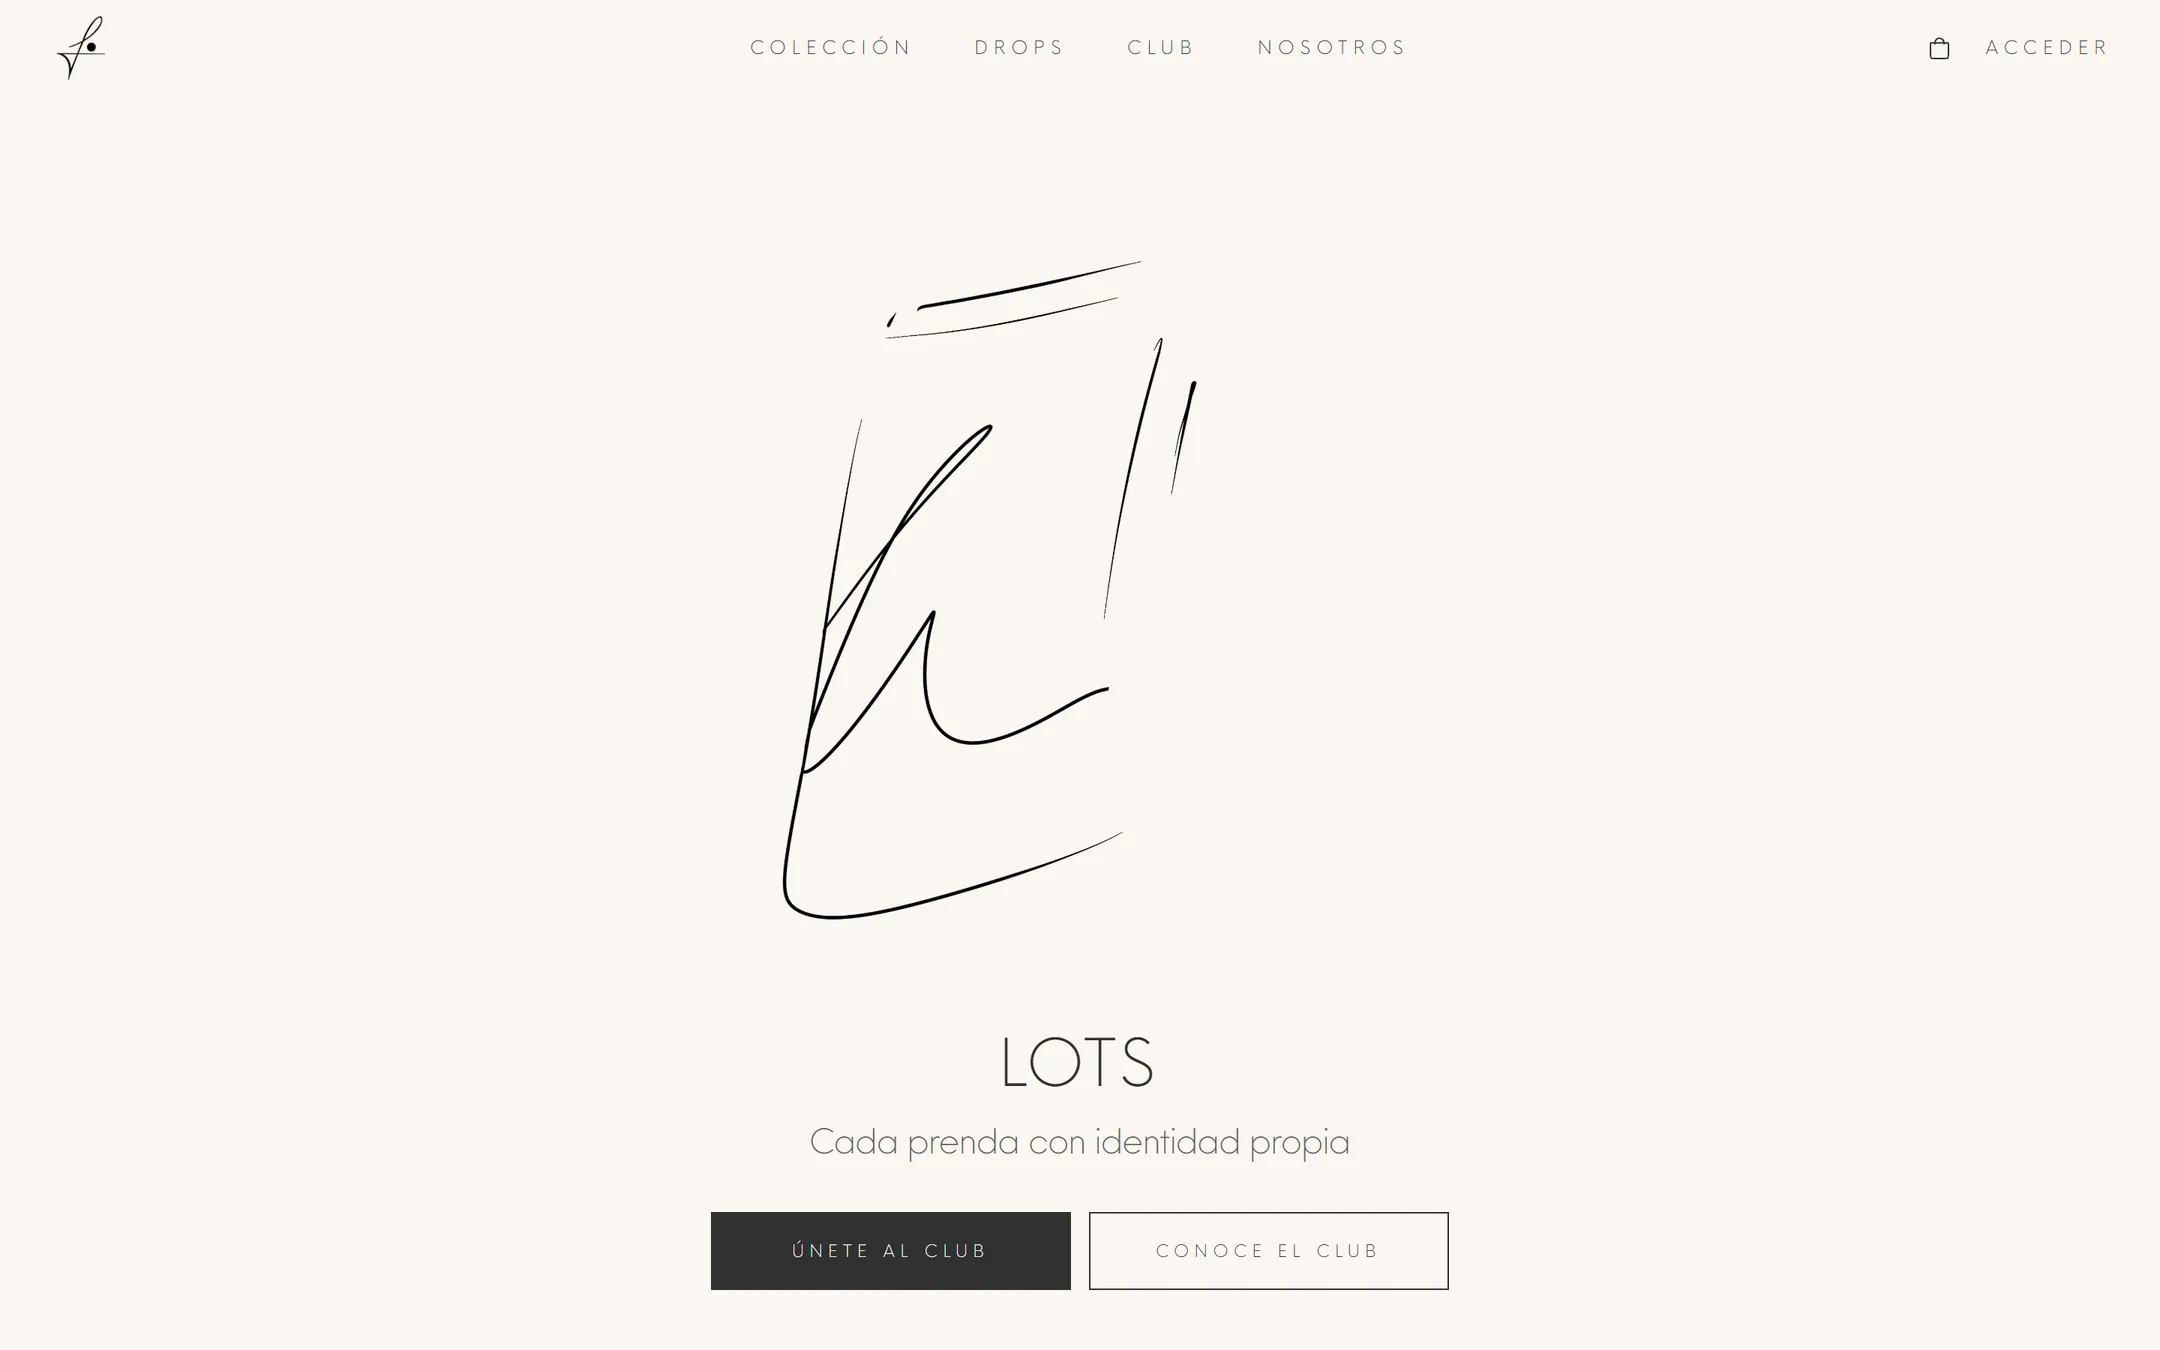 COLECCIÓN DROPS CLUB NOSOTROS ACCEDER
LOTS
Cada prenda con identidad propia
ÚNETE AL CLUB CONOCE EL CLUB